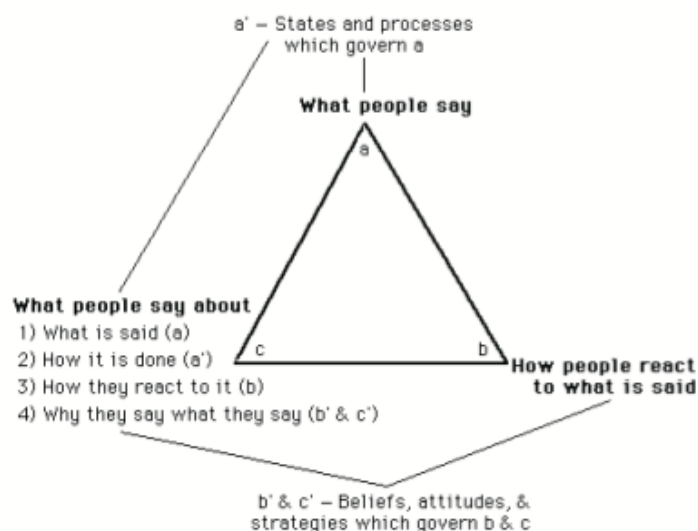 a' – States and processes
which govern a
What people say
a
What people say about
1) What is said (a)
2) How it is done (a')
3) How they react to it (b)
4) Why they say what they say (b' & c')
c
b
How people react
to what is said
b' & c' – Beliefs, attitudes, &
strategies which govern b & c